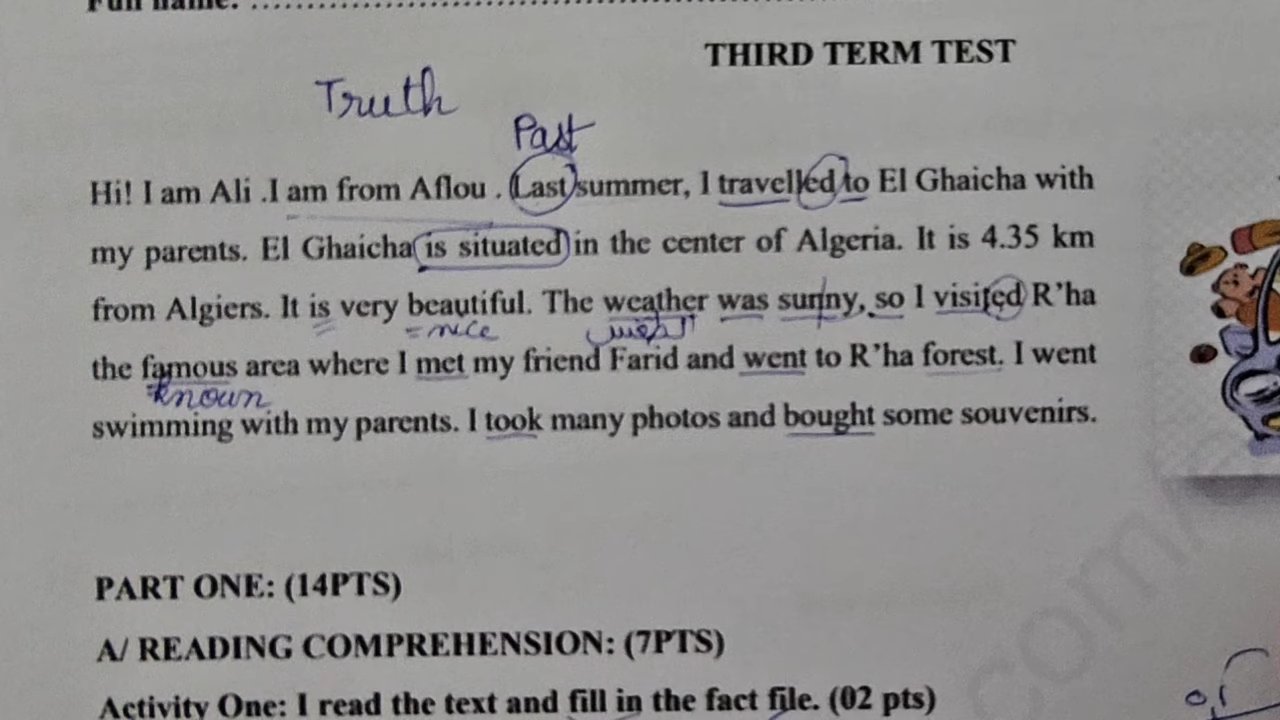 Full name: ........................................
THIRD TERM TEST
Truth
Past
Hi! I am Ali .I am from Aflou . Last summer, I travelled to El Ghaicha with
my parents. El Ghaicha is situated in the center of Algeria. It is 4.35 km
from Algiers. It is very beautiful. The weather was sunny, so I visited R’ha
= nice الطقس
the famous area where I met my friend Farid and went to R’ha forest. I went
known
swimming with my parents. I took many photos and bought some souvenirs.
PART ONE: (14PTS)
A/ READING COMPREHENSION: (7PTS)
Activity One: I read the text and fill in the fact file. (02 pts)